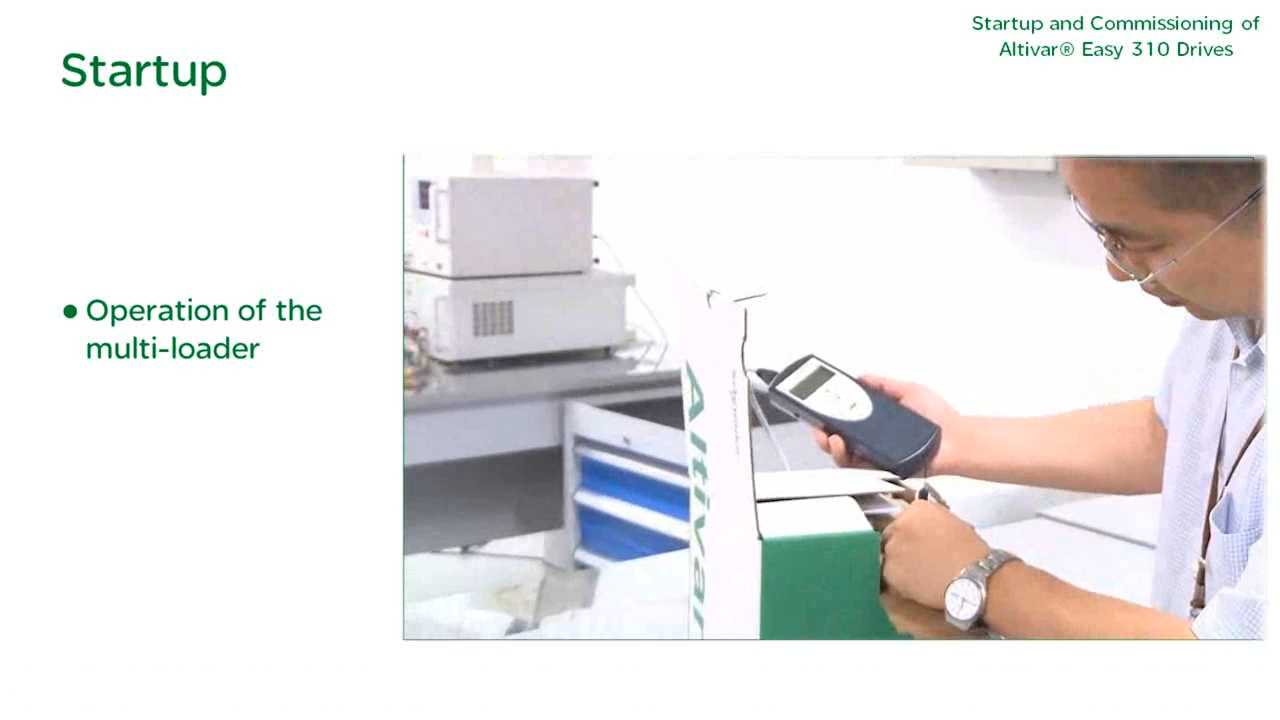 Startup and Commissioning of
Altivar® Easy 310 Drives
Startup
• Operation of the
multi-loader
Altivar